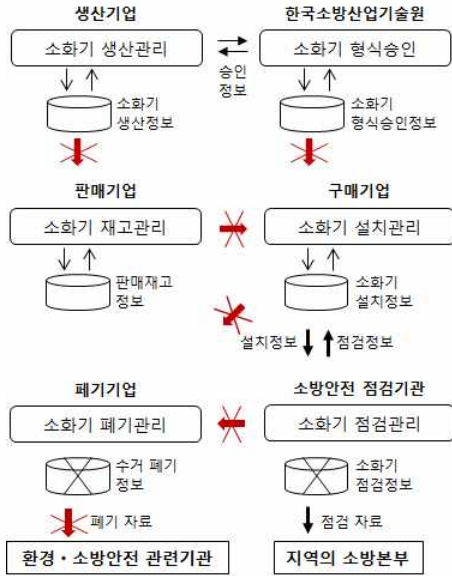 생산기업
한국소방산업기술원
소화기 생산관리
소화기 형식승인
승인
정보
소화기
생산정보
소화기
형식승인정보
판매기업
구매기업
소화기 재고관리
소화기 설치관리
판매재고
정보
소화기
설치정보
설치정보
점검정보
폐기기업
소방안전 점검기관
소화기 폐기관리
소화기 점검관리
수거 폐기
정보
소화기
점검정보
폐기 자료
점검 자료
환경・소방안전 관련기관
지역의 소방본부